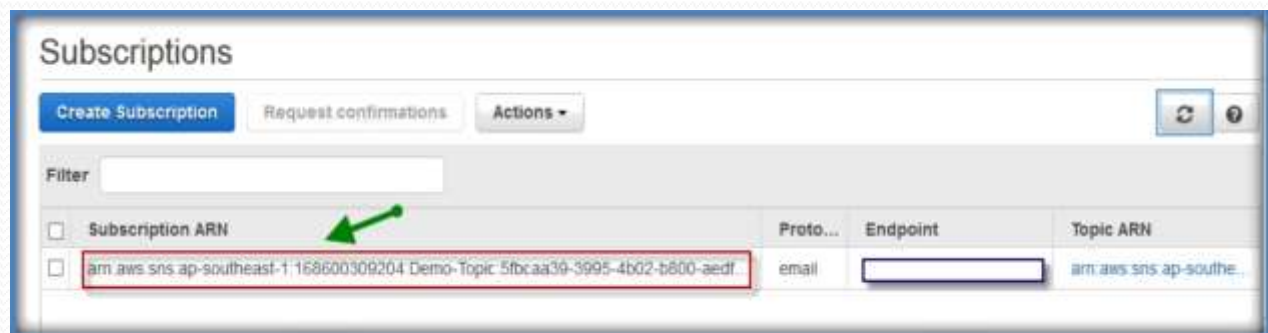 Subscriptions
Create Subscription Request confirmations Actions
Filter
Subscription ARN Proto... Endpoint Topic ARN
arn:aws:sns:ap-southeast-1:168600309204:Demo-Topic:5fbcaa39-3995-4b02-b800-aedf... email arn:aws:sns:ap-southe...